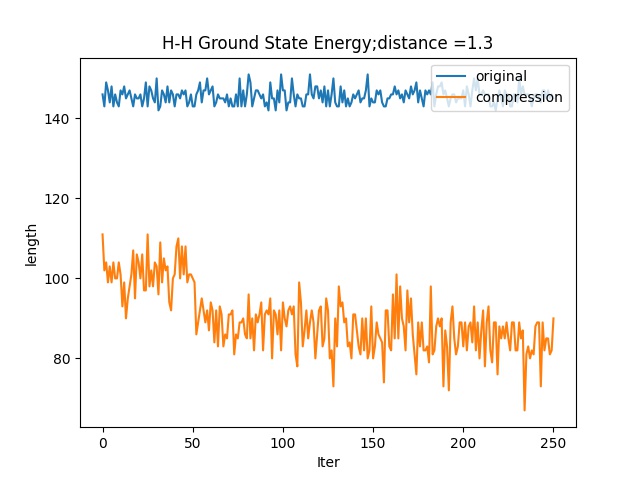 H-H Ground State Energy;distance =1.3
original
compression
length
140
120
100
80
0
50
100
150
200
250
Iter